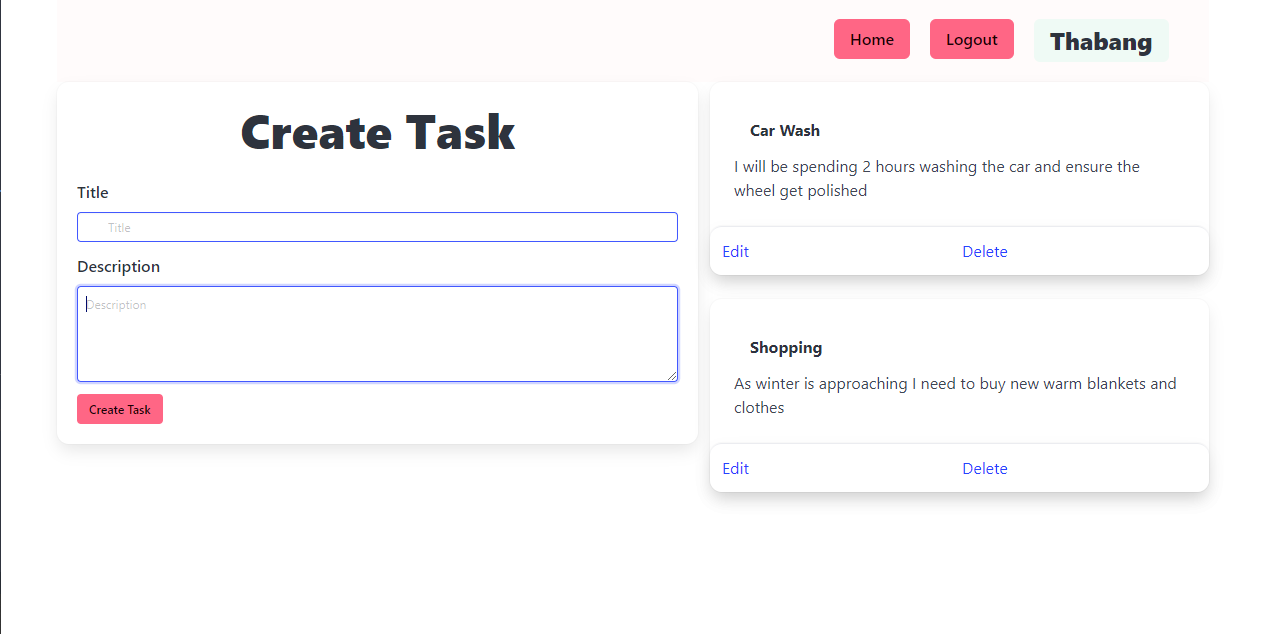 Home Logout Thabang
Create Task
Title
Title
Description
Description
Create Task
Car Wash
I will be spending 2 hours washing the car and ensure the
wheel get polished
Edit Delete
Shopping
As winter is approaching I need to buy new warm blankets and
clothes
Edit Delete